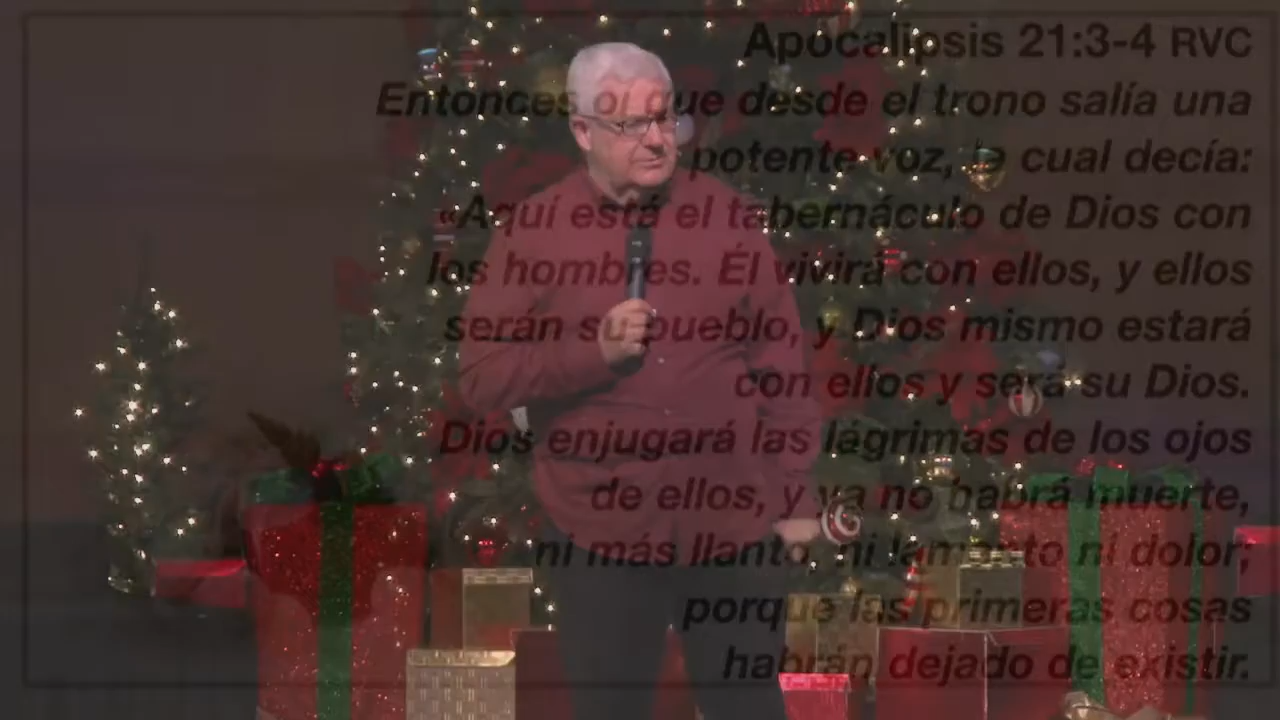 Apocalipsis 21:3-4 RVC
Entonces oí que desde el trono salía una
potente voz, la cual decía:
«Aquí está el tabernáculo de Dios con
los hombres. Él vivirá con ellos, y ellos
serán su pueblo, y Dios mismo estará
con ellos y será su Dios.
Dios enjugará las lágrimas de los ojos
de ellos, y ya no habrá muerte,
ni más llanto, ni lamento ni dolor;
porque las primeras cosas
habrán dejado de existir.